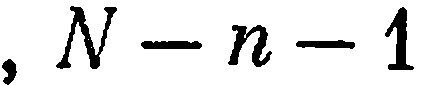 , N — n — 1